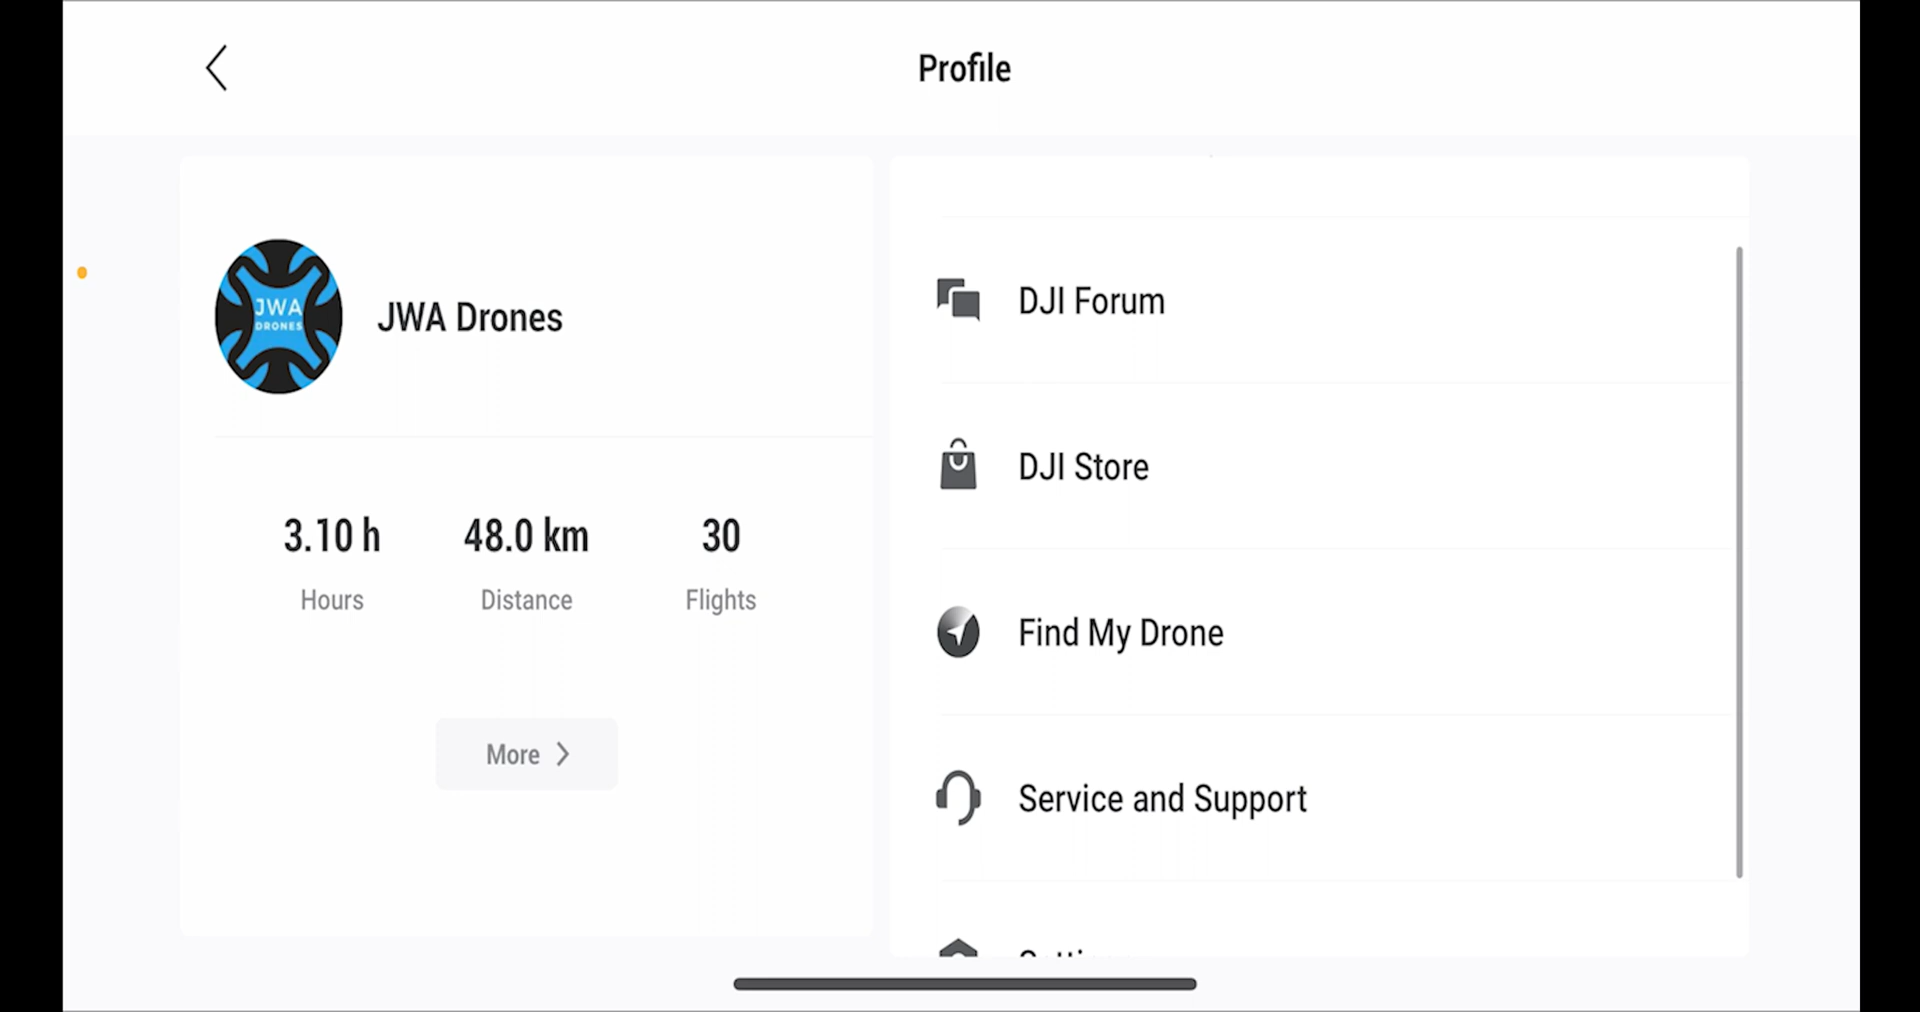 Profile
JWA
DRONES
JWA Drones
3.10 h
48.0 km
30
Hours
Distance
Flights
More
DJI Forum
DJI Store
Find My Drone
Service and Support